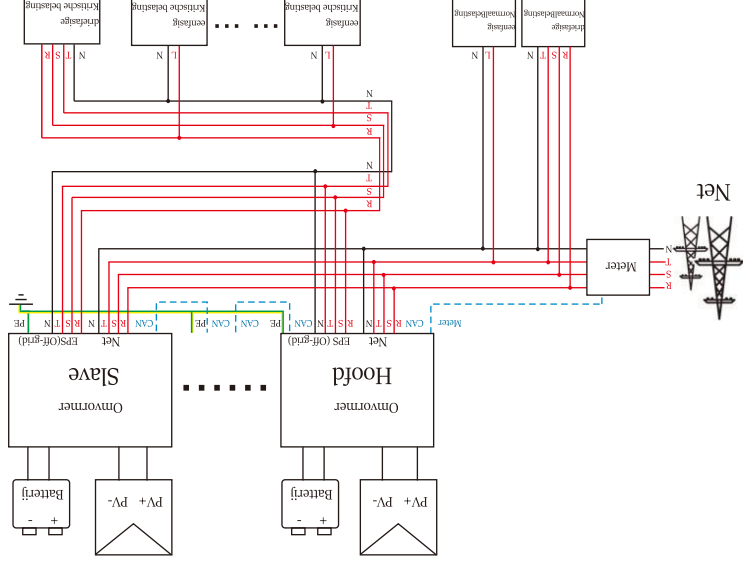 PV+ PV-
+ -
Batterij
PV+ PV-
+ -
Batterij
Omvormer
Hoofd
Net
EPS (Off-grid)
Omvormer
Slave
Net
EPS(Off-grid)
Meter
CAN
R S T N
R S T N
CAN
PE
CAN
CAN
PE
CAN
R S T N
R S T N
PE
R
S
T
N
Meter
Net
R
S
T
N
R
S
T
N
R S T N
L N
L N
L N
N T S R
driefasige
NormaalBelasting
eenfasig
NormaalBelasting
eenfasig
Kritische belasting
eenfasig
Kritische belasting
driefasige
Kritische belasting